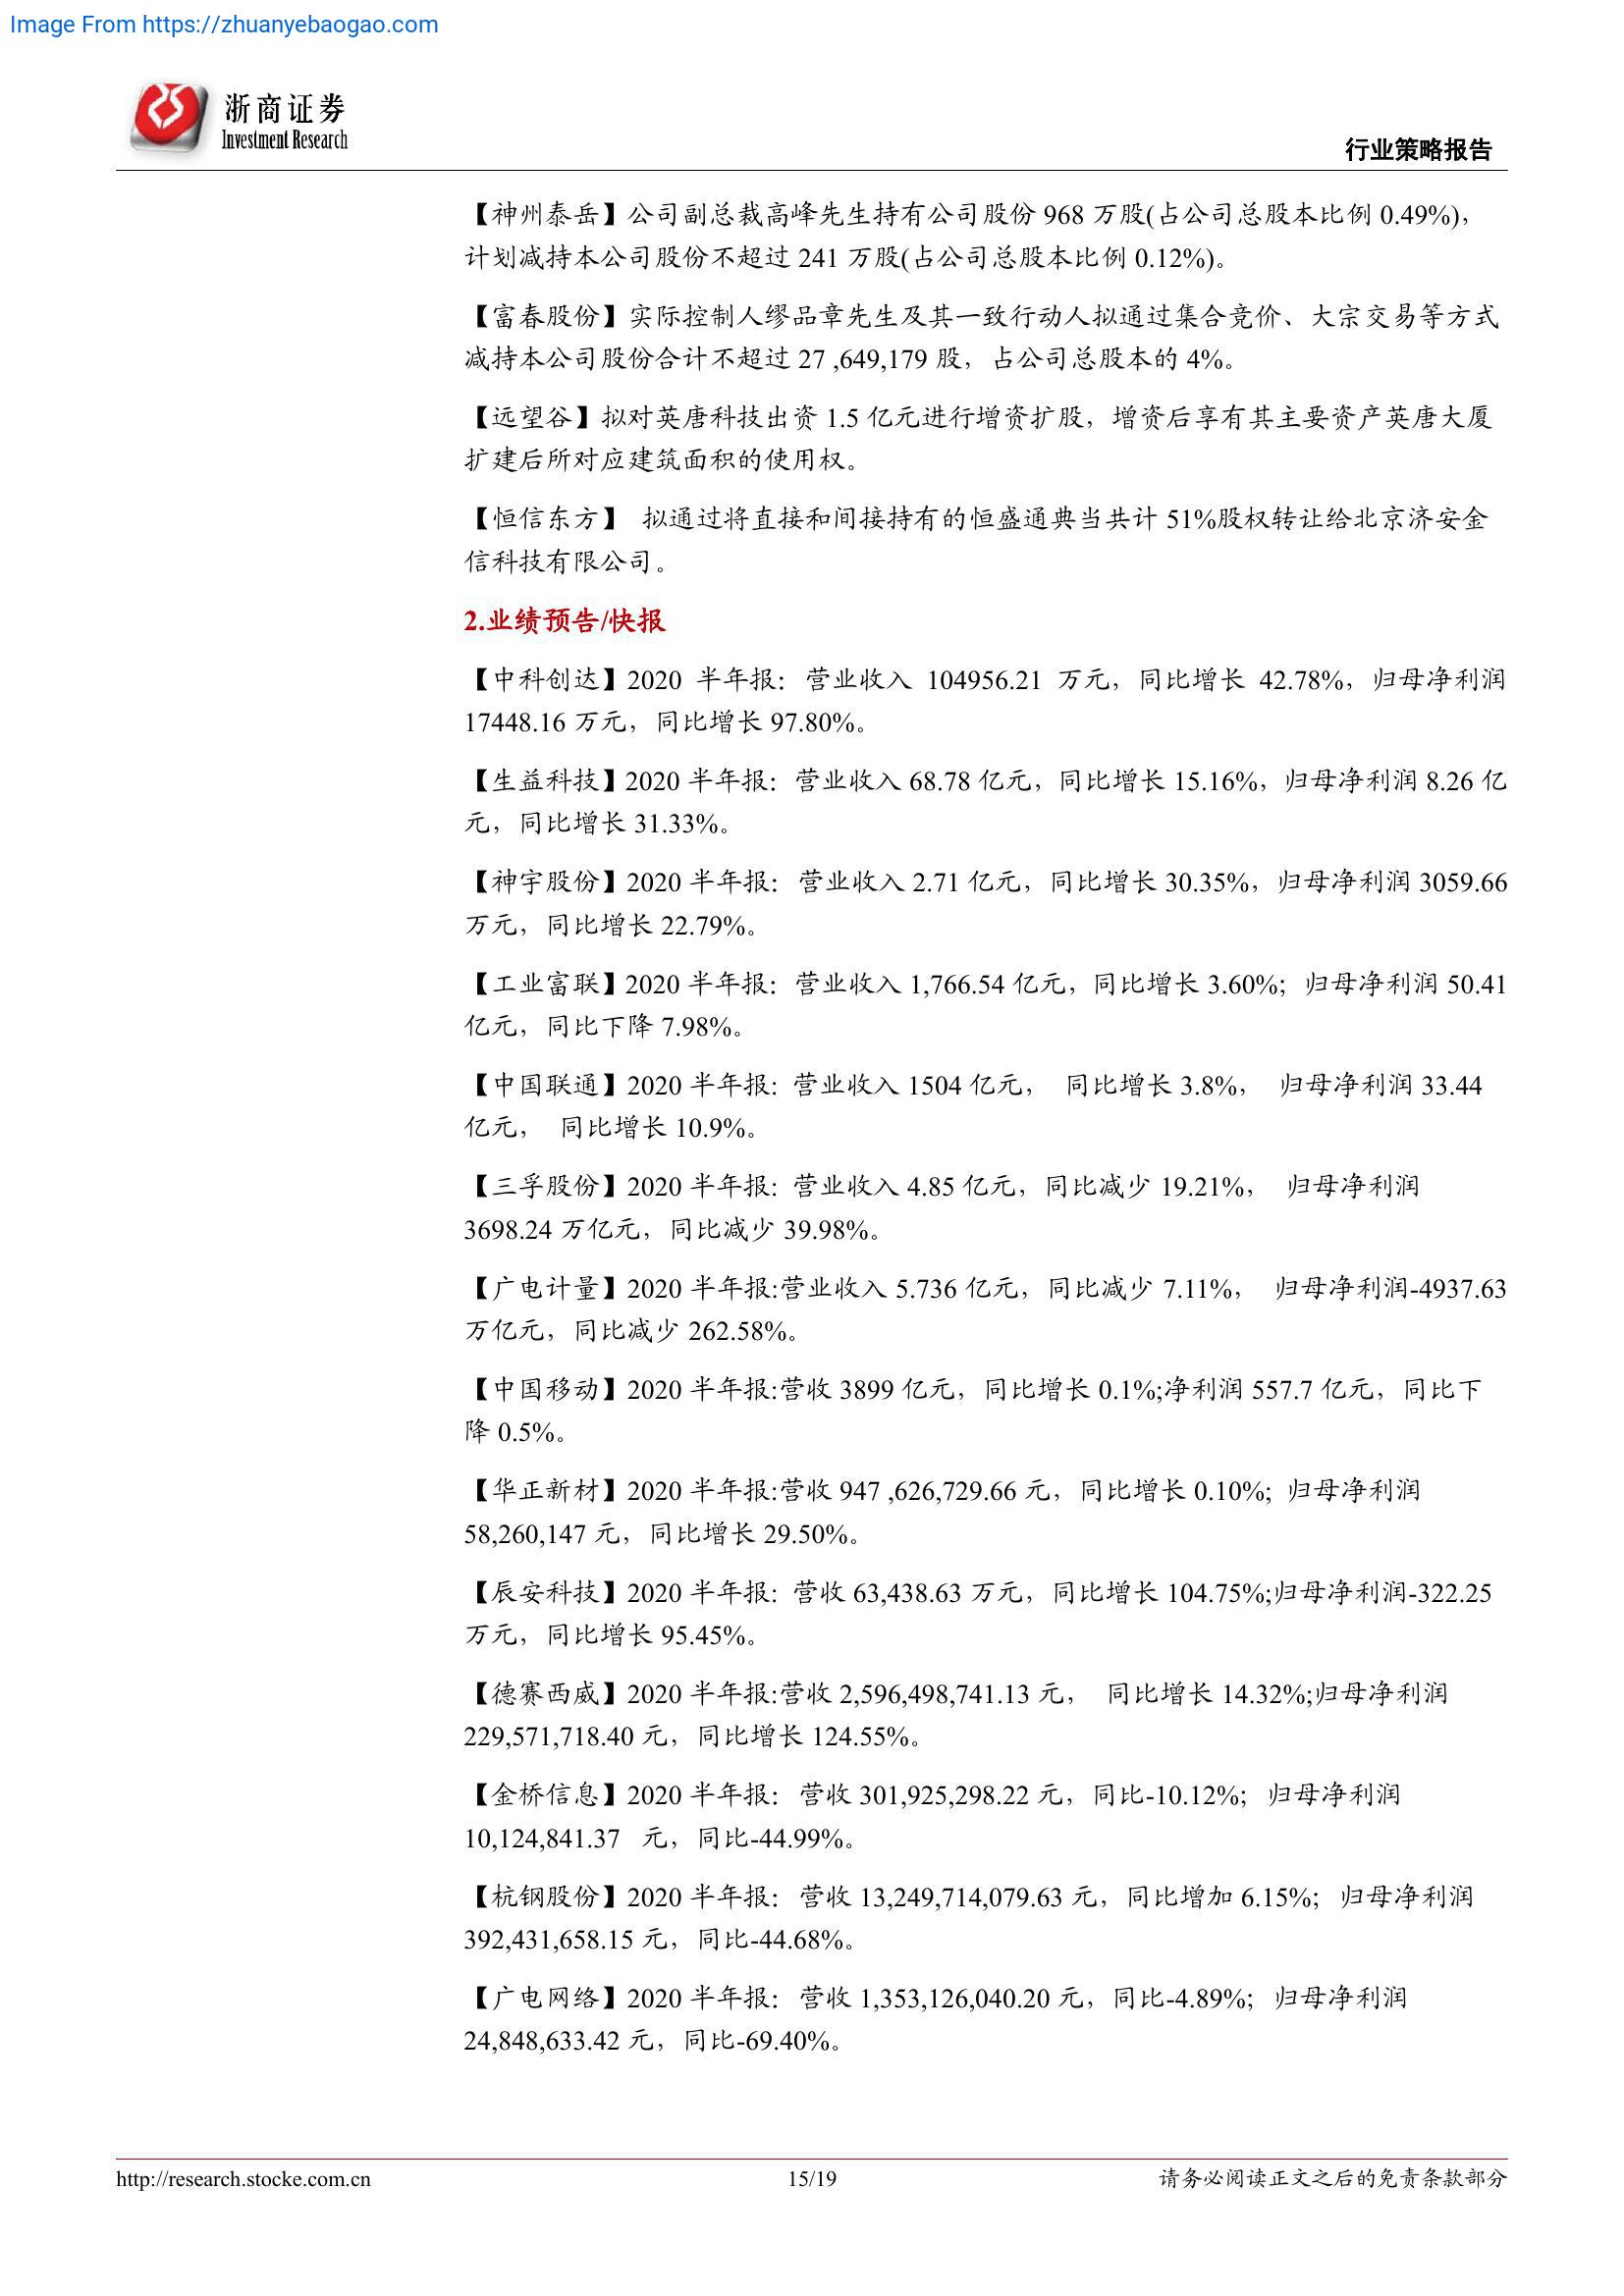 Image From https://zhuanyebaogao.com
浙商证券
Investment Research
行业策略报告
【神州泰岳】公司副总裁高峰先生持有公司股份 968 万股(占公司总股本比例 0.49%)，
计划减持本公司股份不超过 241 万股(占公司总股本比例 0.12%)。
【富春股份】实际控制人缪品章先生及其一致行动人拟通过集合竞价、大宗交易等方式
减持本公司股份合计不超过 27 ,649,179 股，占公司总股本的 4%。
【远望谷】拟对英唐科技出资 1.5 亿元进行增资扩股，增资后享有其主要资产英唐大厦
扩建后所对应建筑面积的使用权。
【恒信东方】 拟通过将直接和间接持有的恒盛通典当共计 51%股权转让给北京济安金
信科技有限公司。
2.业绩预告/快报
【中科创达】2020 半年报：营业收入 104956.21 万元，同比增长 42.78%，归母净利润
17448.16 万元，同比增长 97.80%。
【生益科技】2020 半年报：营业收入 68.78 亿元，同比增长 15.16%，归母净利润 8.26 亿
元，同比增长 31.33%。
【神宇股份】2020 半年报：营业收入 2.71 亿元，同比增长 30.35%，归母净利润 3059.66
万元，同比增长 22.79%。
【工业富联】2020 半年报：营业收入 1,766.54 亿元，同比增长 3.60%；归母净利润 50.41
亿元，同比下降 7.98%。
【中国联通】2020 半年报：营业收入 1504 亿元， 同比增长 3.8%， 归母净利润 33.44
亿元， 同比增长 10.9%。
【三孚股份】2020 半年报：营业收入 4.85 亿元，同比减少 19.21%， 归母净利润
3698.24 万亿元，同比减少 39.98%。
【广电计量】2020 半年报:营业收入 5.736 亿元，同比减少 7.11%， 归母净利润-4937.63
万亿元，同比减少 262.58%。
【中国移动】2020 半年报:营收 3899 亿元，同比增长 0.1%;净利润 557.7 亿元，同比下
降 0.5%。
【华正新材】2020 半年报:营收 947 ,626,729.66 元，同比增长 0.10%；归母净利润
58,260,147 元，同比增长 29.50%。
【辰安科技】2020 半年报：营收 63,438.63 万元，同比增长 104.75%;归母净利润-322.25
万元，同比增长 95.45%。
【德赛西威】2020 半年报:营收 2,596,498,741.13 元， 同比增长 14.32%;归母净利润
229,571,718.40 元，同比增长 124.55%。
【金桥信息】2020 半年报：营收 301,925,298.22 元，同比-10.12%；归母净利润
10,124,841.37 元，同比-44.99%。
【杭钢股份】2020 半年报：营收 13,249,714,079.63 元，同比增加 6.15%；归母净利润
392,431,658.15 元，同比-44.68%。
【广电网络】2020 半年报：营收 1,353,126,040.20 元，同比-4.89%；归母净利润
24,848,633.42 元，同比-69.40%。
http://research.stocke.com.cn
15/19
请务必阅读正文之后的免责条款部分